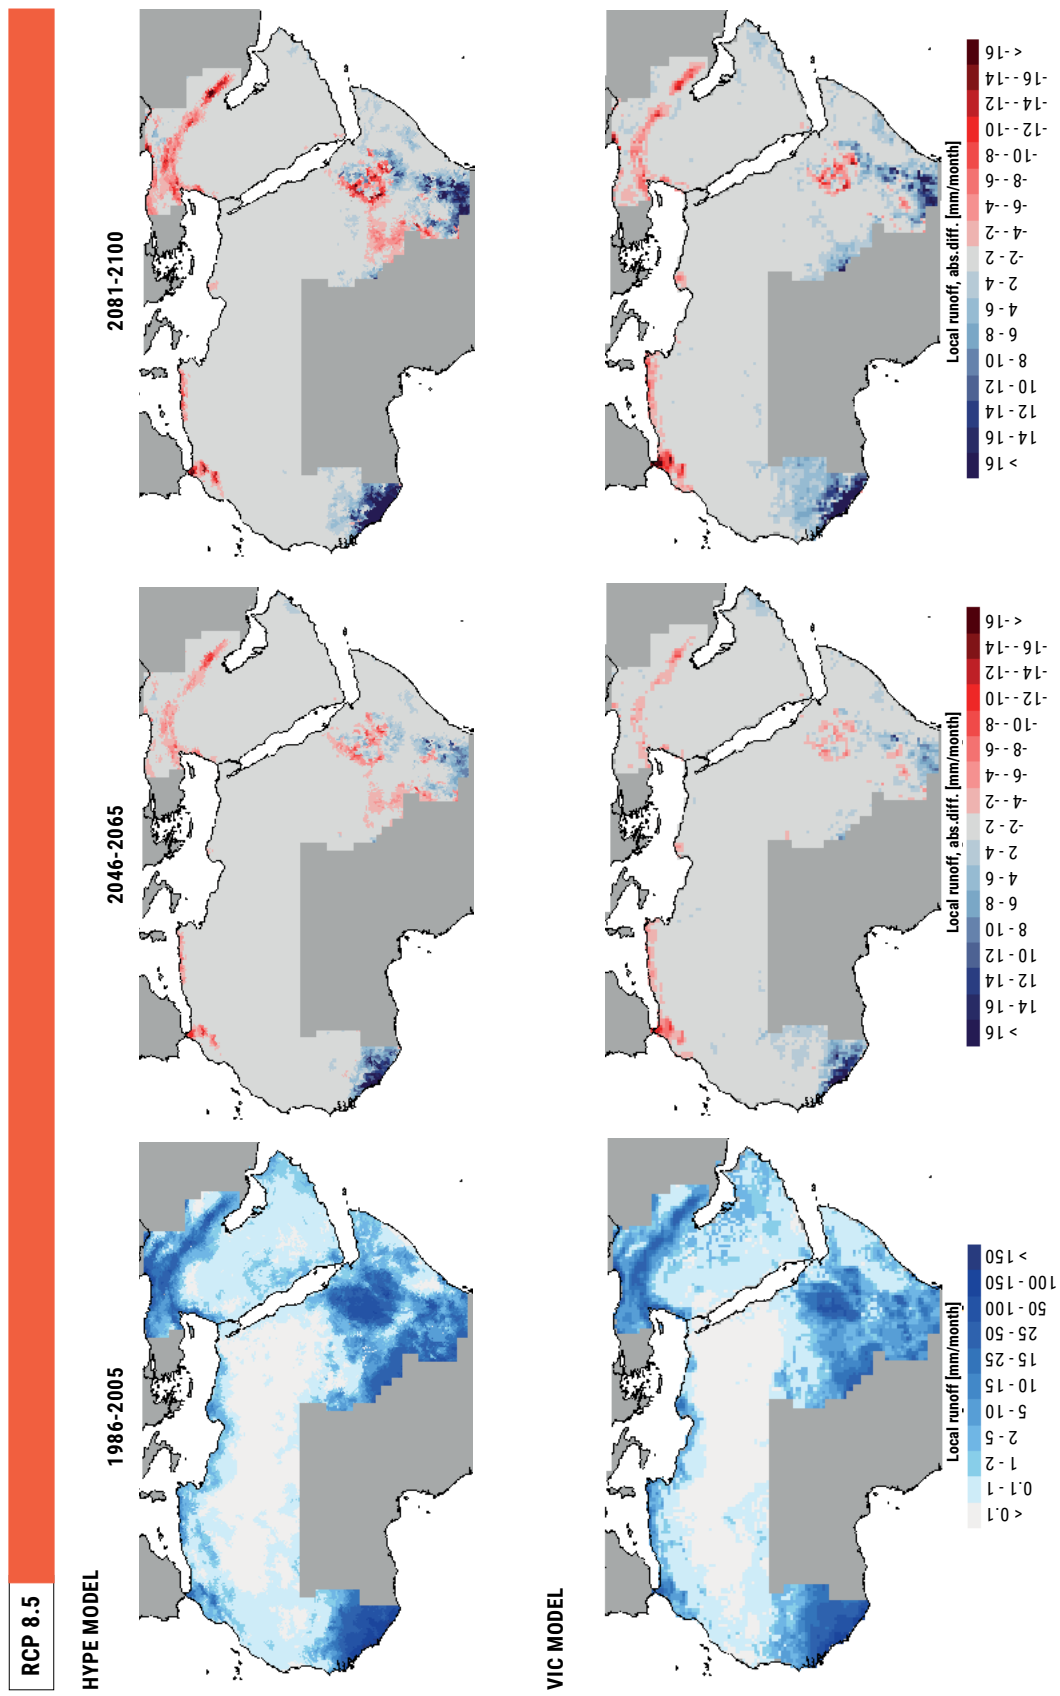 RCP 8.5
HYPE MODEL
1986-2005
2046-2065
2081-2100
VIC MODEL
Local runoff [mm/month]
< 0.1
0.1 - 1
1 - 2
2 - 5
5 - 10
10 - 15
15 - 25
25 - 50
50 - 100
100 - 150
> 150
Local runoff, abs.diff. [mm/month]
> 16
14 - 16
12 - 14
10 - 12
8 - 10
6 - 8
4 - 6
2 - 4
-2 - 2
-4 - -2
-6 - -4
-8 - -6
-10 - -8
-12 - -10
-14 - -12
-16 - -14
< -16
Local runoff, abs.diff. [mm/month]
> 16
14 - 16
12 - 14
10 - 12
8 - 10
6 - 8
4 - 6
2 - 4
-2 - 2
-4 - -2
-6 - -4
-8 - -6
-10 - -8
-12 - -10
-14 - -12
-16 - -14
< -16